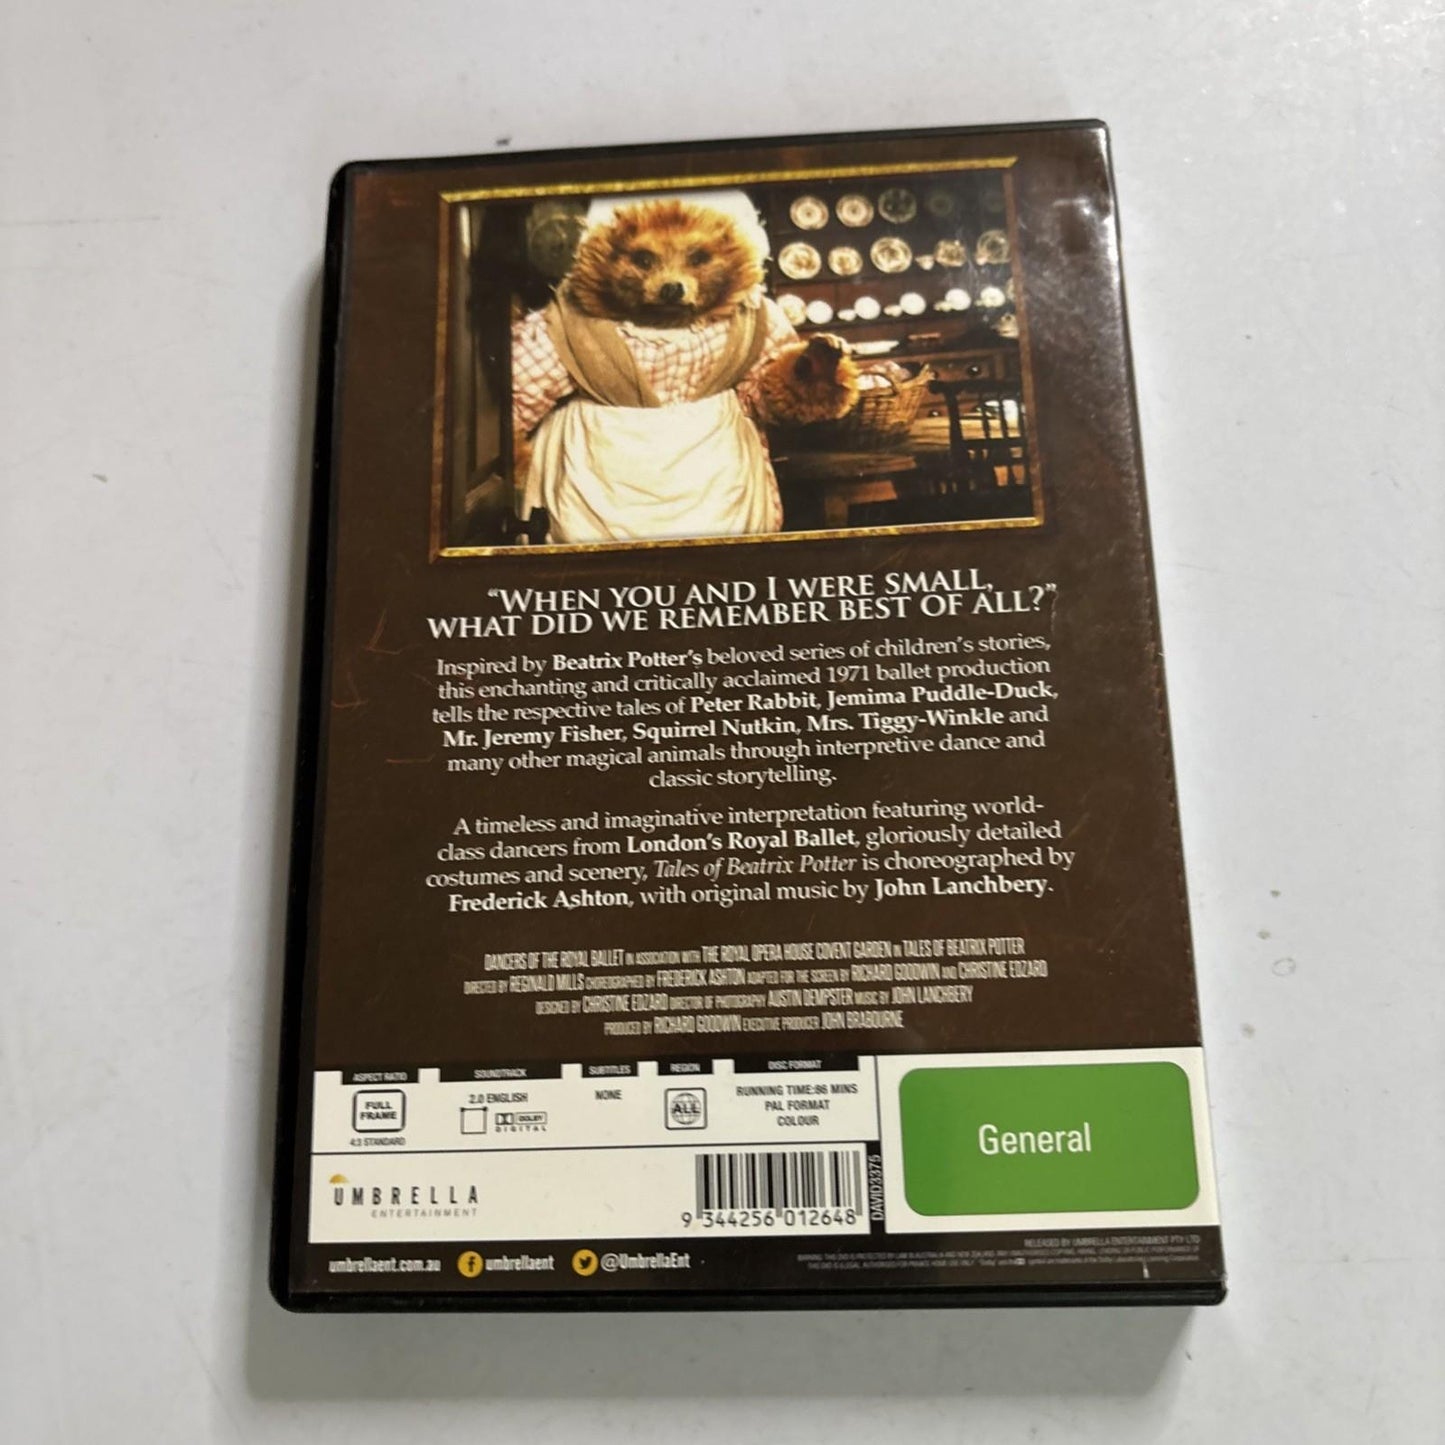 "WHEN YOU AND I WERE SMALL,
WHAT DID WE REMEMBER BEST OF ALL?"
Inspired by Beatrix Potter's beloved series of children's stories,
this enchanting and critically acclaimed 1971 ballet production
tells the respective tales of Peter Rabbit, Jemima Puddle-Duck,
Mr. Jeremy Fisher, Squirrel Nutkin, Mrs. Tiggy-Winkle and
many other magical animals through interpretive dance and
classic storytelling.
A timeless and imaginative interpretation featuring world-
class dancers from London's Royal Ballet, gloriously detailed
costumes and scenery, Tales of Beatrix Potter is choreographed by
Frederick Ashton, with original music by John Lanchbery.
DANCERS OF THE ROYAL BALLET IN ASSOCIATION WITH THE ROYAL OPERA HOUSE COVENT GARDEN IN TALES OF BEATRIX POTTER
DIRECTED BY REGINALD MILLS CHOREOGRAPHED BY FREDERICK ASHTON ADAPTED FOR THE SCREEN BY RICHARD GOODWIN AND CHRISTINE EDZARD
DESIGNED BY CHRISTINE EDZARD DIRECTOR OF PHOTOGRAPHY AUSTIN DEMPSTER MUSIC BY JOHN LANCHBERY
PRODUCED BY RICHARD GOODWIN EXECUTIVE PRODUCER JOHN BRABOURNE
ASPECT RATIO
FULL
FRAME
4:3 STANDARD
SOUNDTRACK
2.0 ENGLISH
DOLBY
DIGITAL
SUBTITLES
NONE
REGION
ALL
DISC FORMAT
RUNNING TIME:86 MINS
PAL FORMAT
COLOUR
General
UMBRELLA
ENTERTAINMENT
9 344256 012648
DAVID3375
umbrellaent.com.au f umbrellaent @UmbrellaEnt
RELEASED BY UMBRELLA ENTERTAINMENT PTY LTD